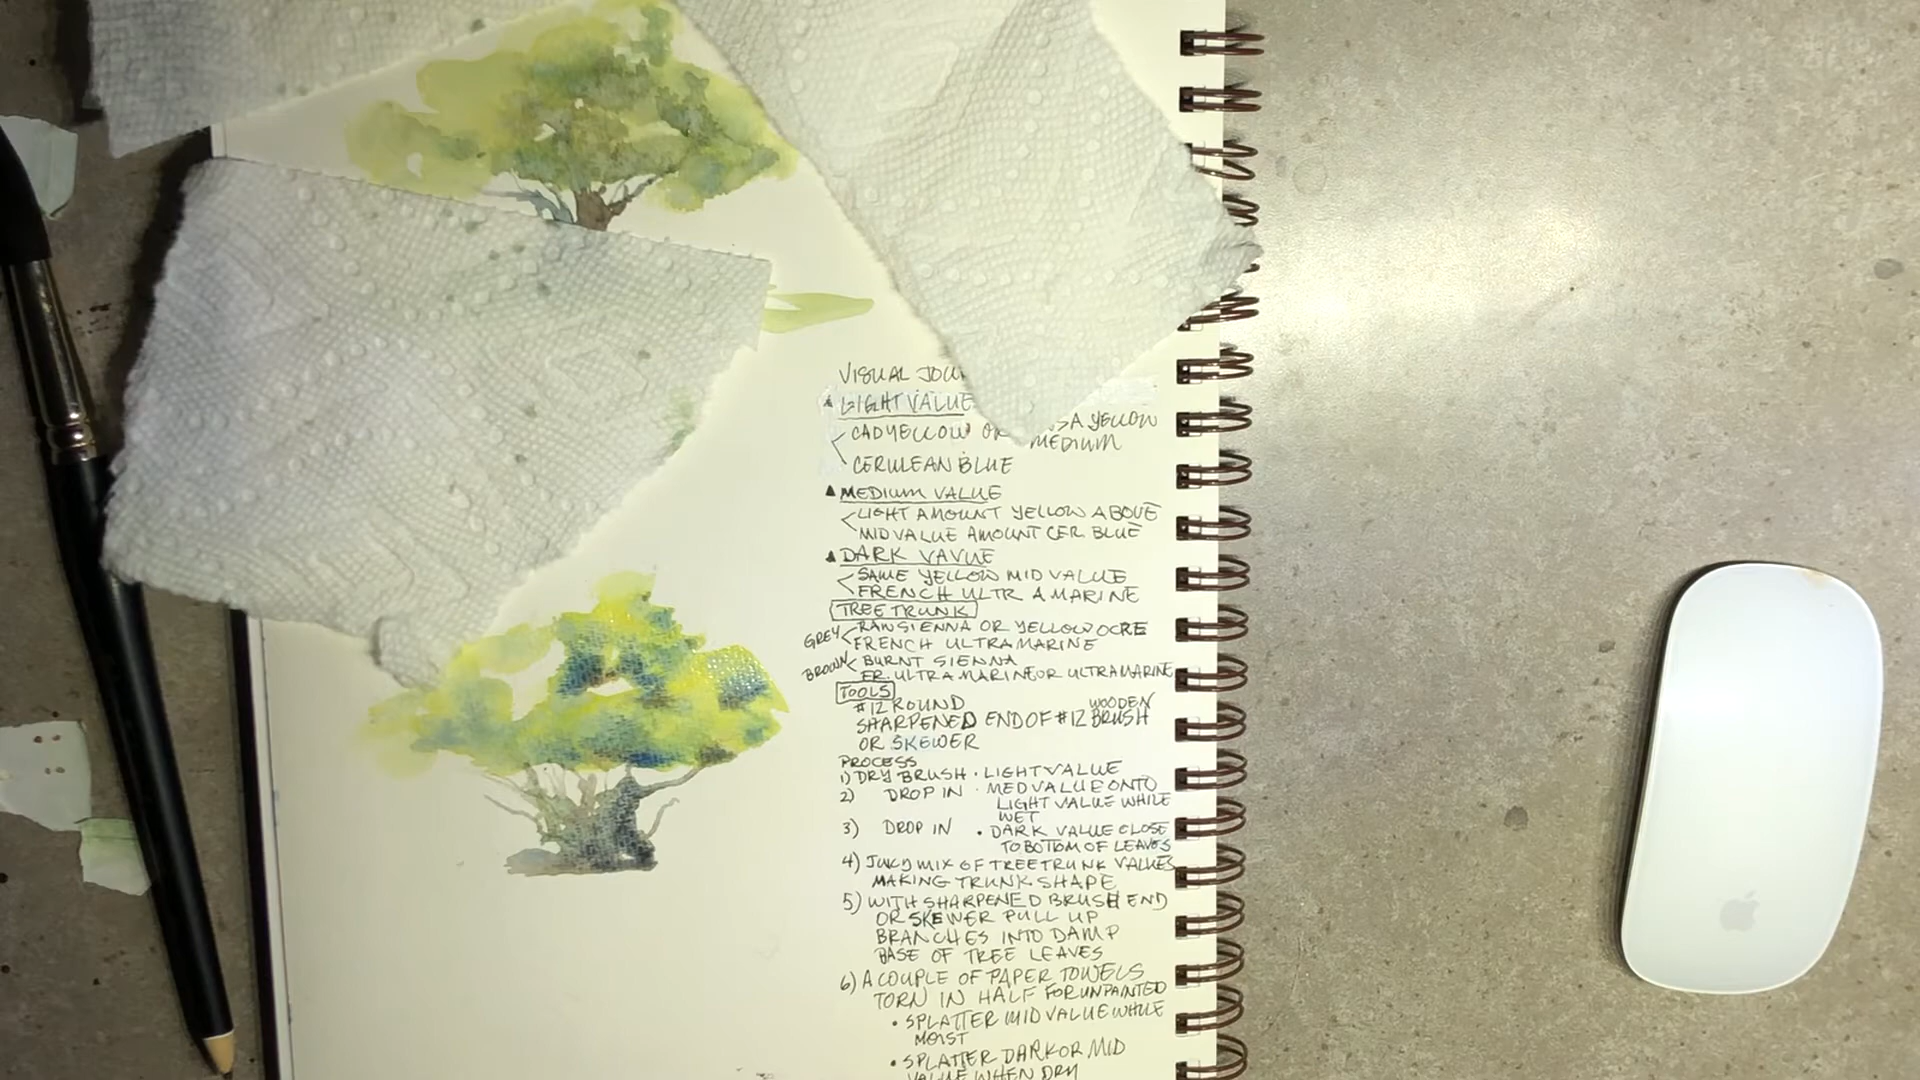 VISUAL
▲ LIGHT VALUE
CAD YELLOW OR SA YELLOW
MEDIUM
CERULEAN BLUE
▲ MEDIUM VALUE
LIGHT AMOUNT YELLOW ABOVE
MID VALUE AMOUNT CER. BLUE
▲ DARK VAVUE
SAME YELLOW MID VALUE
FRENCH ULTRAMARINE
TREE TRUNK
GREY RAW SIENNA OR YELLOW OCRE
FRENCH ULTRAMARINE
BROWN BURNT SIENNA
FR. ULTRAMARINE OR ULTRAMARINE
TOOLS
#12 ROUND
SHARPENED END OF #12 WOODEN BRUSH
OR SKEWER
PROCESS
1) DRY BRUSH · LIGHT VALUE
2) DROP IN · MED VALUE ONTO
LIGHT VALUE WHILE
WET
3) DROP IN • DARK VALUE CLOSE
TO BOTTOM OF LEAVES
4) JUICY MIX OF TREE TRUNK VALUES
MAKING TRUNK SHAPE
5) WITH SHARPENED BRUSH END
OR SKEWER PULL UP
BRANCHES INTO DAMP
BASE OF TREE LEAVES
6) A COUPLE OF PAPER TOWELS
TORN IN HALF FOR UNPAINTED
• SPLATTER MID VALUE WHILE
MOIST
• SPLATTER DARK OR MID
VALUE WHEN DRY